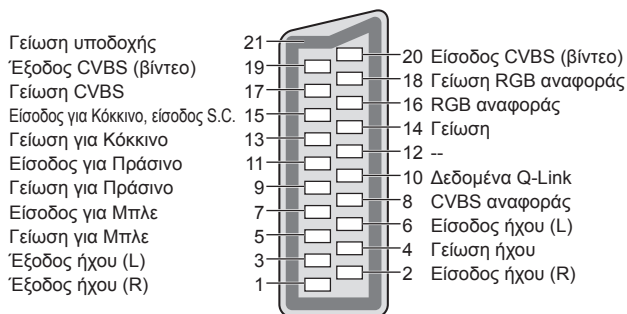 Γείωση υποδοχής 21
Έξοδος CVBS (βίντεο) 19
Γείωση CVBS 17
Είσοδος για Κόκκινο, είσοδος S.C. 15
Γείωση για Κόκκινο 13
Είσοδος για Πράσινο 11
Γείωση για Πράσινο 9
Είσοδος για Μπλε 7
Γείωση για Μπλε 5
Έξοδος ήχου (L) 3
Έξοδος ήχου (R) 1
20 Είσοδος CVBS (βίντεο)
18 Γείωση RGB αναφοράς
16 RGB αναφοράς
14 Γείωση
12 --
10 Δεδομένα Q-Link
8 CVBS αναφοράς
6 Είσοδος ήχου (L)
4 Γείωση ήχου
2 Είσοδος ήχου (R)